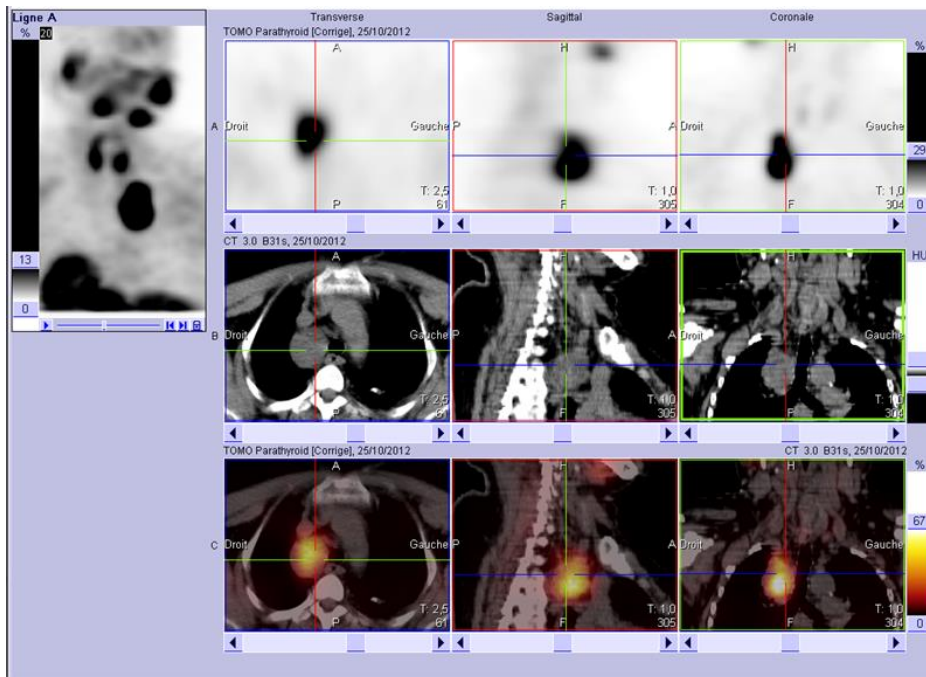 Ligne A
%
20
13
0
Transverse
Sagittal
Coronale
TOMO Parathyroid [Corrige], 25/10/2012
A
A
Droit
Gauche
P
T: 2,5
61
H
P
A
F
T: 1,0
305
H
Droit
Gauche
F
T: 1,0
304
%
29
0
CT 3.0 B31s, 25/10/2012
B
A
Droit
Gauche
P
T: 2,5
61
H
P
A
F
T: 1,0
305
H
Droit
Gauche
F
T: 1,0
304
HU
TOMO Parathyroid [Corrige], 25/10/2012
CT 3.0 B31s, 25/10/2012
C
A
Droit
Gauche
P
T: 2,5
61
H
P
A
F
T: 1,0
305
H
Droit
Gauche
F
T: 1,0
304
%
67
0